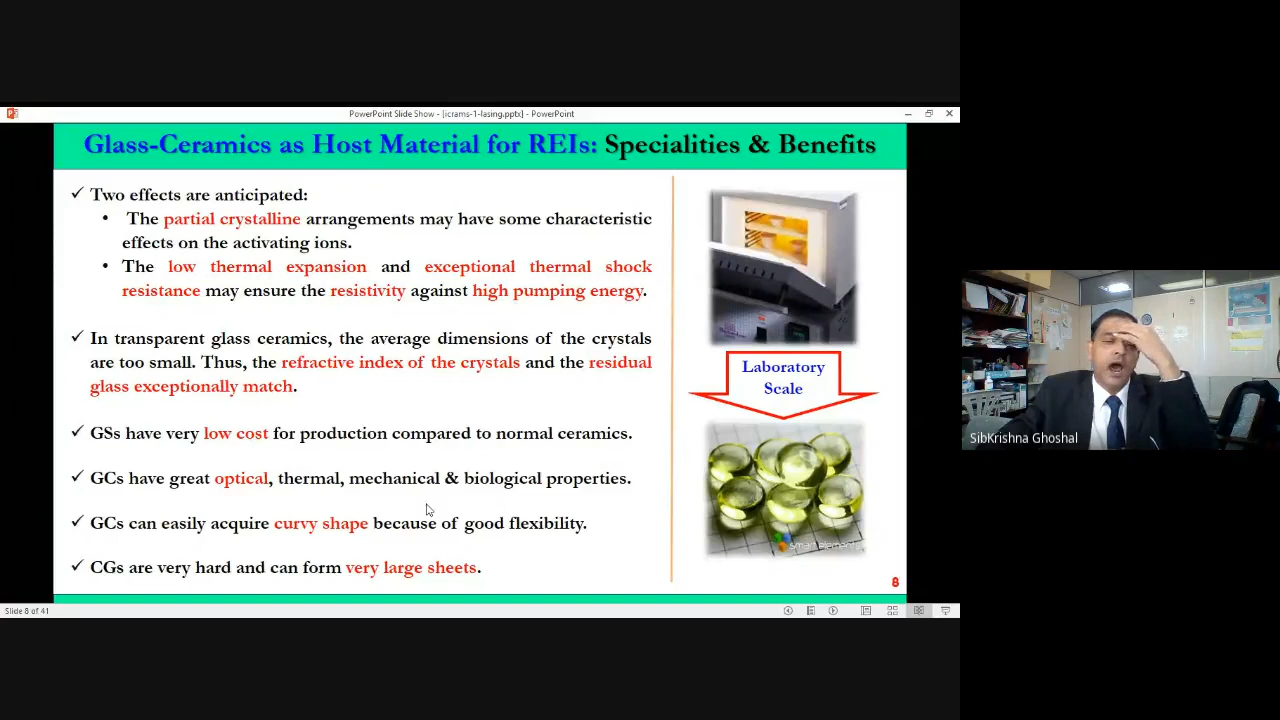 PowerPoint Slide Show - [icrams-1-lasing.pptx] - PowerPoint
Glass-Ceramics as Host Material for REIs: Specialities & Benefits
✓ Two effects are anticipated:
• The partial crystalline arrangements may have some characteristic
effects on the activating ions.
• The low thermal expansion and exceptional thermal shock
resistance may ensure the resistivity against high pumping energy.
✓ In transparent glass ceramics, the average dimensions of the crystals
are too small. Thus, the refractive index of the crystals and the residual
glass exceptionally match.
✓ GSs have very low cost for production compared to normal ceramics.
✓ GCs have great optical, thermal, mechanical & biological properties.
✓ GCs can easily acquire curvy shape because of good flexibility.
✓ CGs are very hard and can form very large sheets.
Laboratory
Scale
smart element
8
Slide 8 of 41
SibKrishna Ghoshal